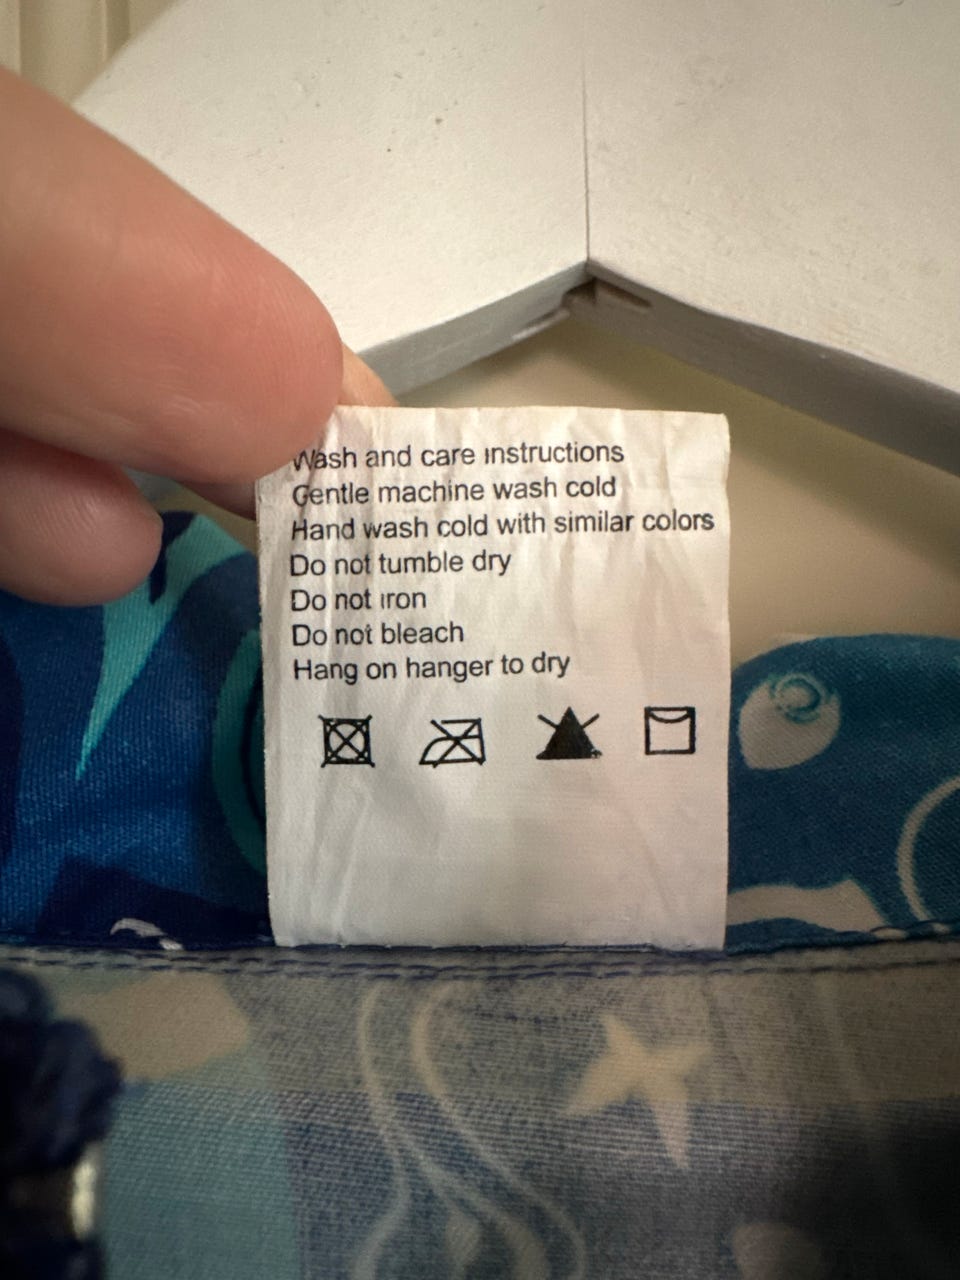 Wash and care instructions
Gentle machine wash cold
Hand wash cold with similar colors
Do not tumble dry
Do not iron
Do not bleach
Hang on hanger to dry